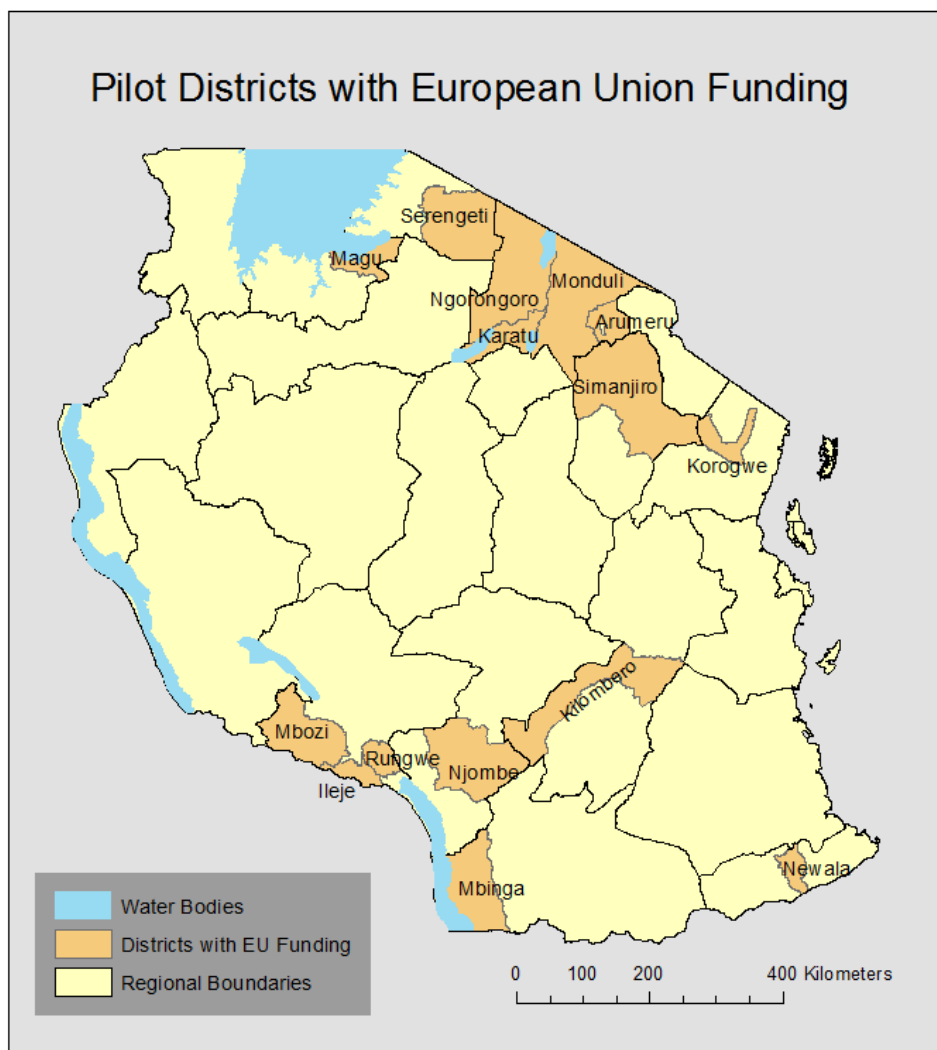 Pilot Districts with European Union Funding
Serengeti
Magu
Monduli
Ngorongoro
Arumeru
Karatu
Simanjiro
Korogwe
Kilombero
Mbozi
Rungwe
Njombe
Ileje
Newala
Mbinga
Water Bodies
Districts with EU Funding
Regional Boundaries
0 100 200 400 Kilometers